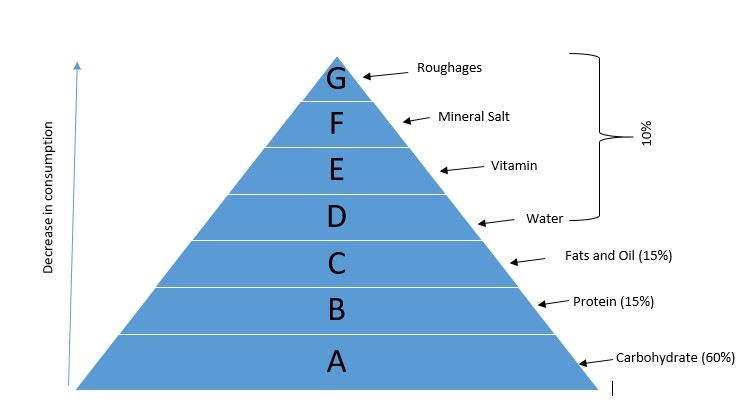 G
Roughages
F
Mineral Salt
E
Vitamin
D
Water
C
Fats and Oil (15%)
B
Protein (15%)
A
Carbohydrate (60%)
10%
Decrease in consumption